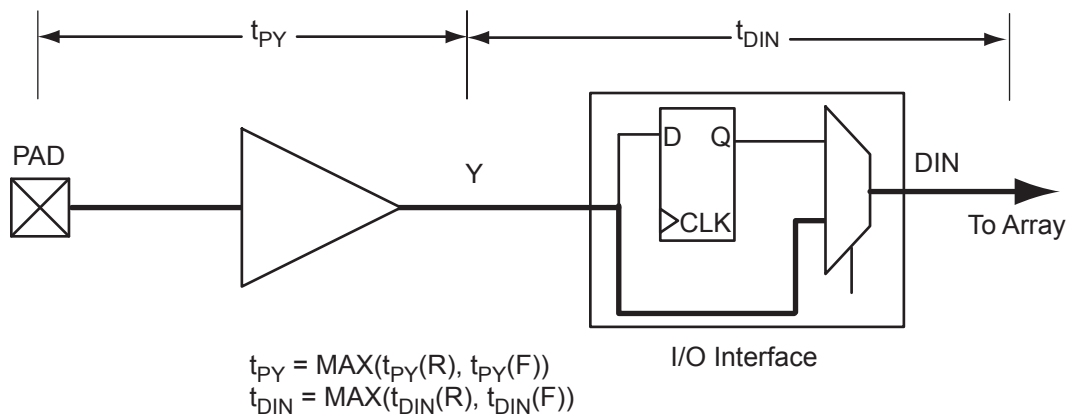 tPY
tDIN
PAD
Y
D Q
CLK
DIN
To Array
I/O Interface
tPY = MAX(tPY(R), tPY(F))
tDIN = MAX(tDIN(R), tDIN(F))